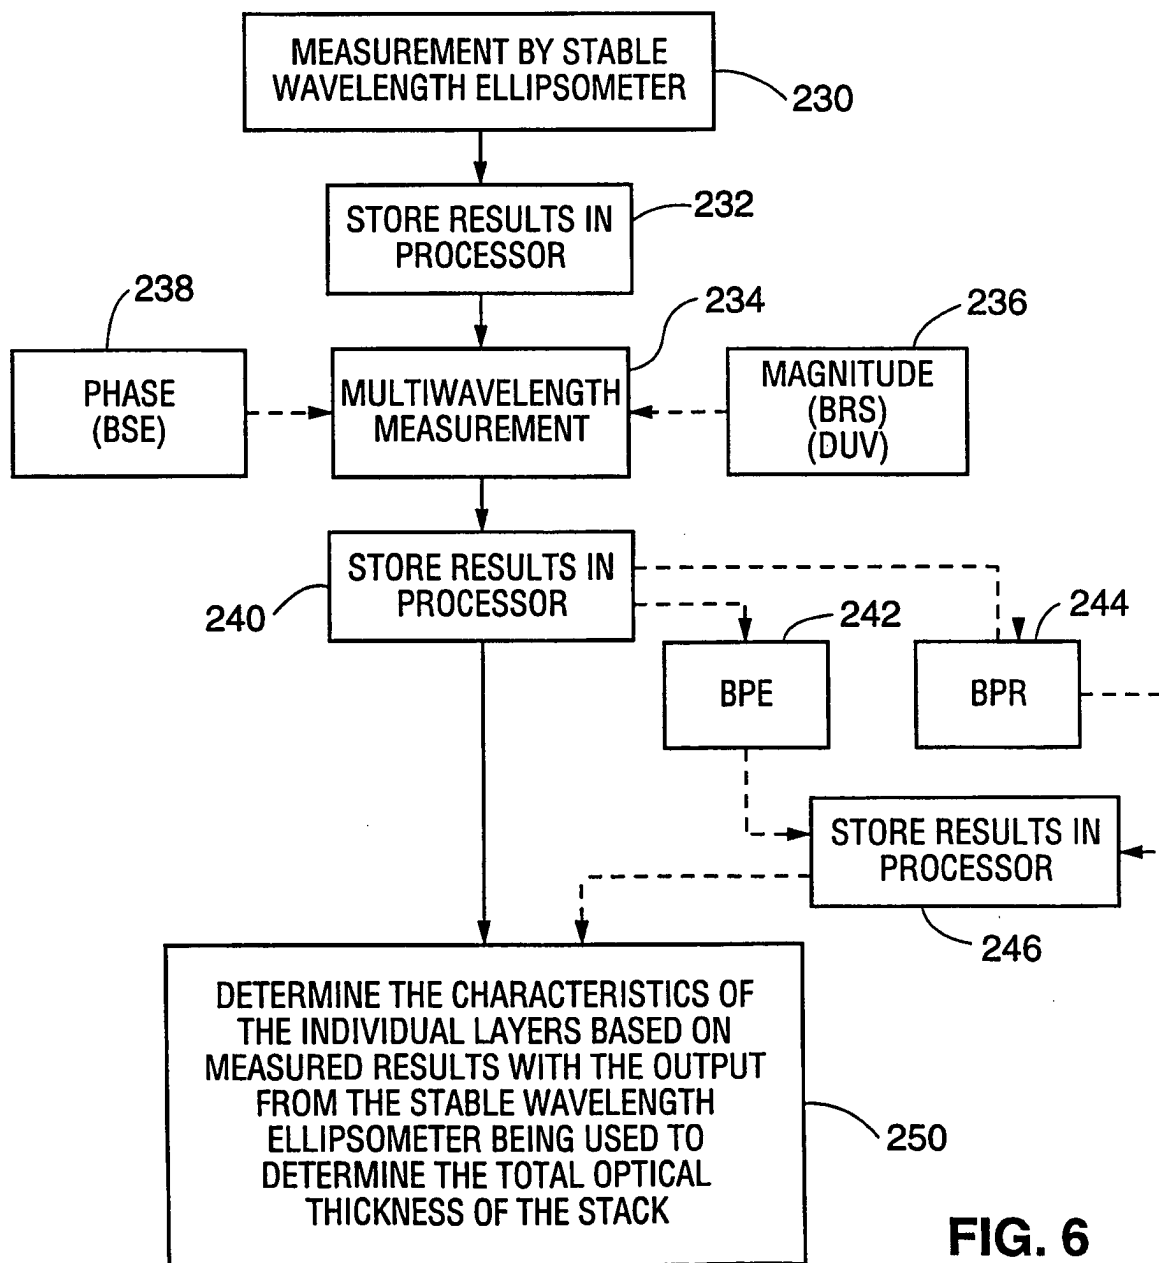 MEASUREMENT BY STABLE
WAVELENGTH ELLIPSOMETER
230
STORE RESULTS IN
PROCESSOR
232
238
234
236
PHASE
(BSE)
MULTIWAVELENGTH
MEASUREMENT
MAGNITUDE
(BRS)
(DUV)
STORE RESULTS IN
PROCESSOR
240
242
244
BPE
BPR
STORE RESULTS IN
PROCESSOR
246
DETERMINE THE CHARACTERISTICS OF
THE INDIVIDUAL LAYERS BASED ON
MEASURED RESULTS WITH THE OUTPUT
FROM THE STABLE WAVELENGTH
ELLIPSOMETER BEING USED TO
DETERMINE THE TOTAL OPTICAL
THICKNESS OF THE STACK
250
FIG. 6